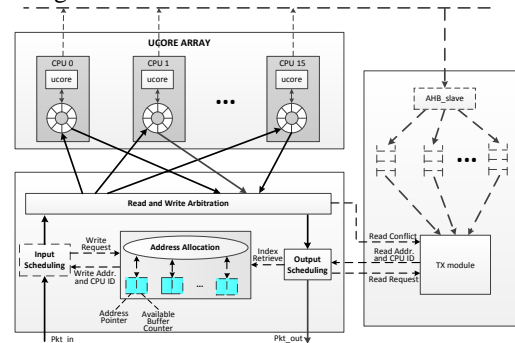 UCORE ARRAY
CPU 0
CPU 1
CPU 15
ucore
ucore
ucore
AHB_slave
Read and Write Arbitration
Write
Request
Input
Scheduling
Write Addr.
and CPU ID
Address Allocation
Address
Pointer
Available
Buffer
Counter
Index
Retrieve
Output
Scheduling
Read Conflict
Read Addr.
and CPU ID
Read Request
TX module
Pkt_in
Pkt_out